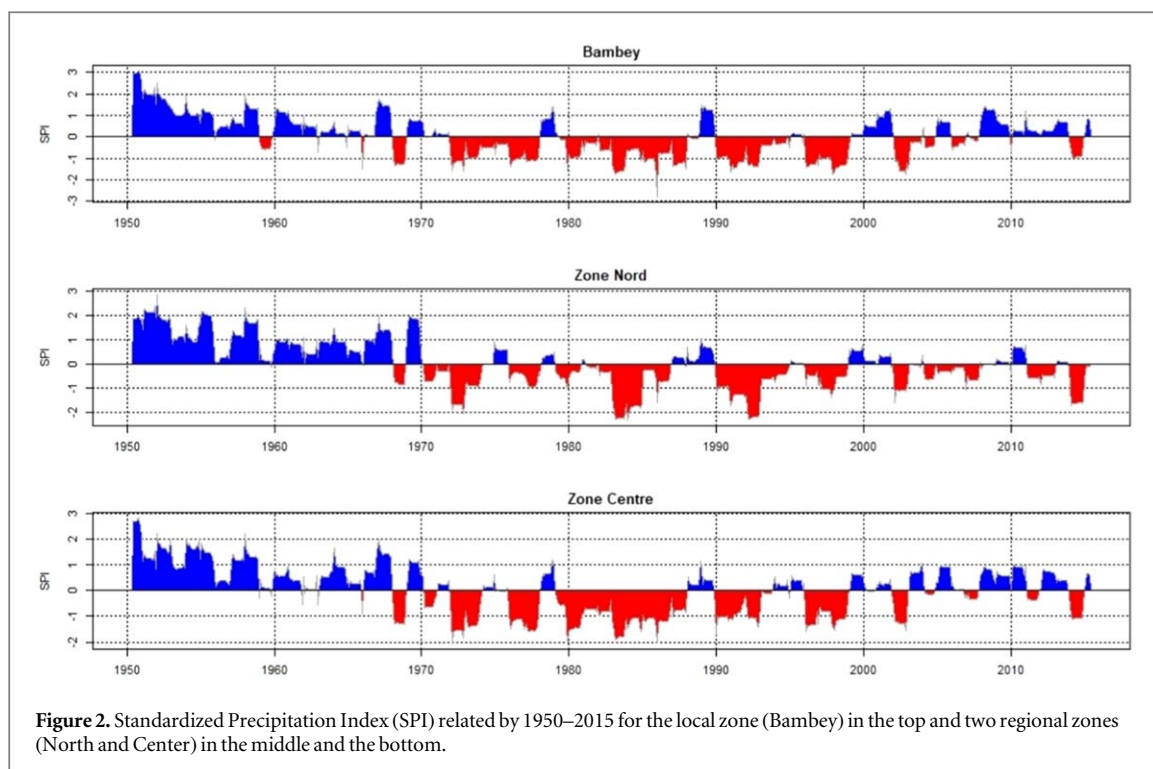 Bambey
SPI
3
2
1
0
-1
-2
-3
1950 1960 1970 1980 1990 2000 2010
Zone Nord
SPI
3
2
1
0
-1
-2
1950 1960 1970 1980 1990 2000 2010
Zone Centre
SPI
3
2
1
0
-1
-2
1950 1960 1970 1980 1990 2000 2010
Figure 2. Standardized Precipitation Index (SPI) related by 1950–2015 for the local zone (Bambey) in the top and two regional zones
(North and Center) in the middle and the bottom.